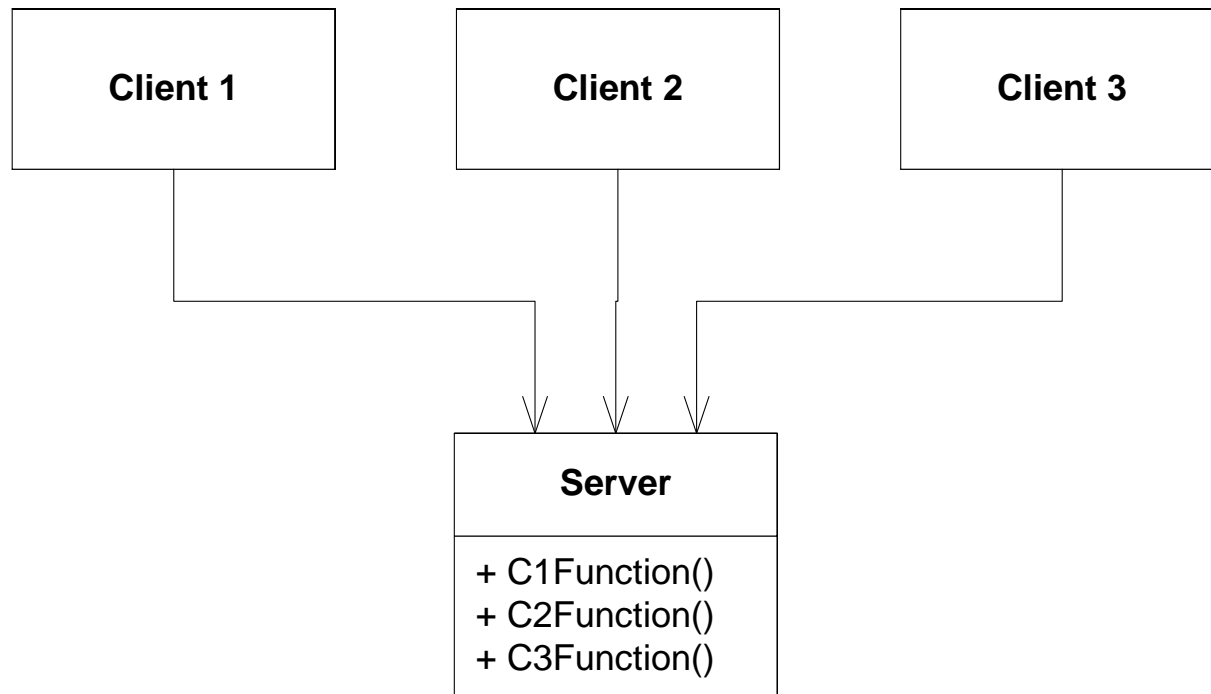 Client 1
Client 2
Client 3
Server
+ C1Function()
+ C2Function()
+ C3Function()